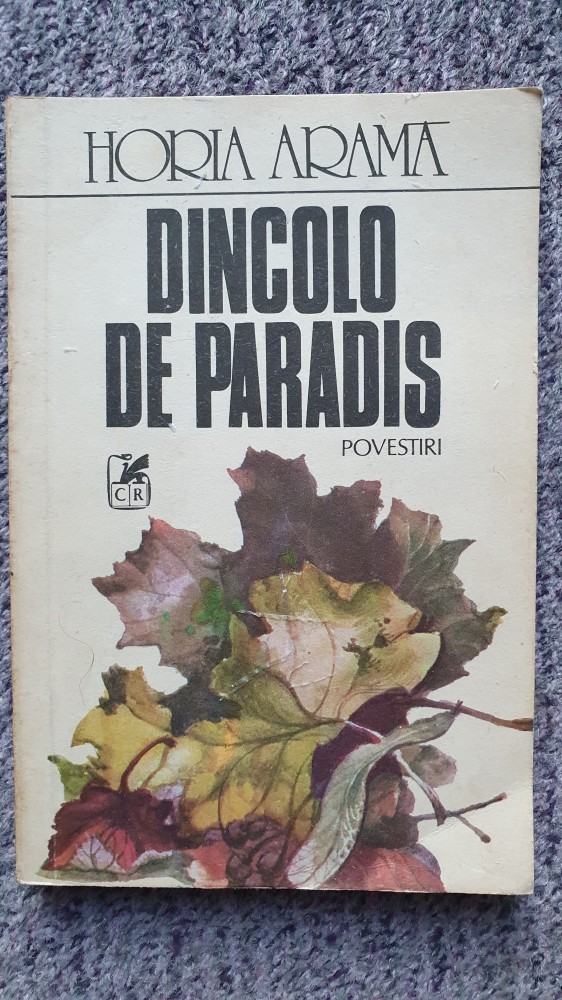 HORIA ARAMĂ
DINCOLO
DE PARADIS
POVESTIRI
CR